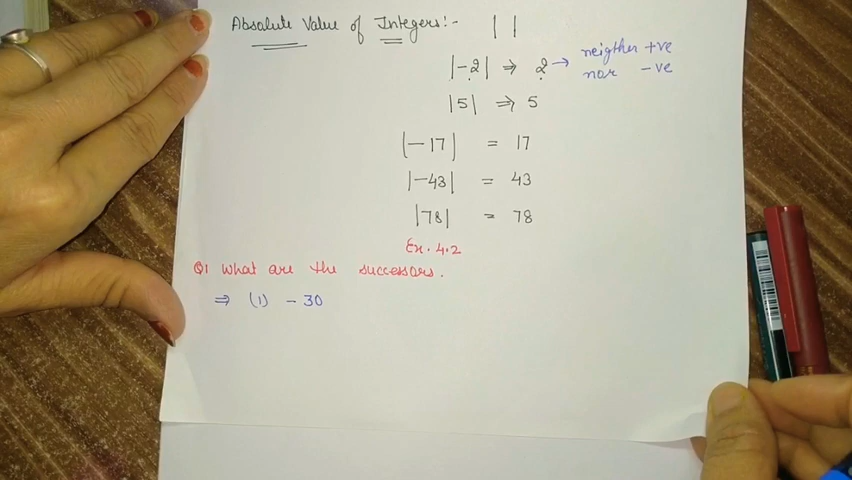 Absolute Value of Integers:- | |
|-2| ⇒ 2 → neigther +ve
nor -ve
|5| ⇒ 5
|-17| = 17
|-43| = 43
|78| = 78
Ex. 4.2
Q1 What are the successors.
⇒ (1) - 30